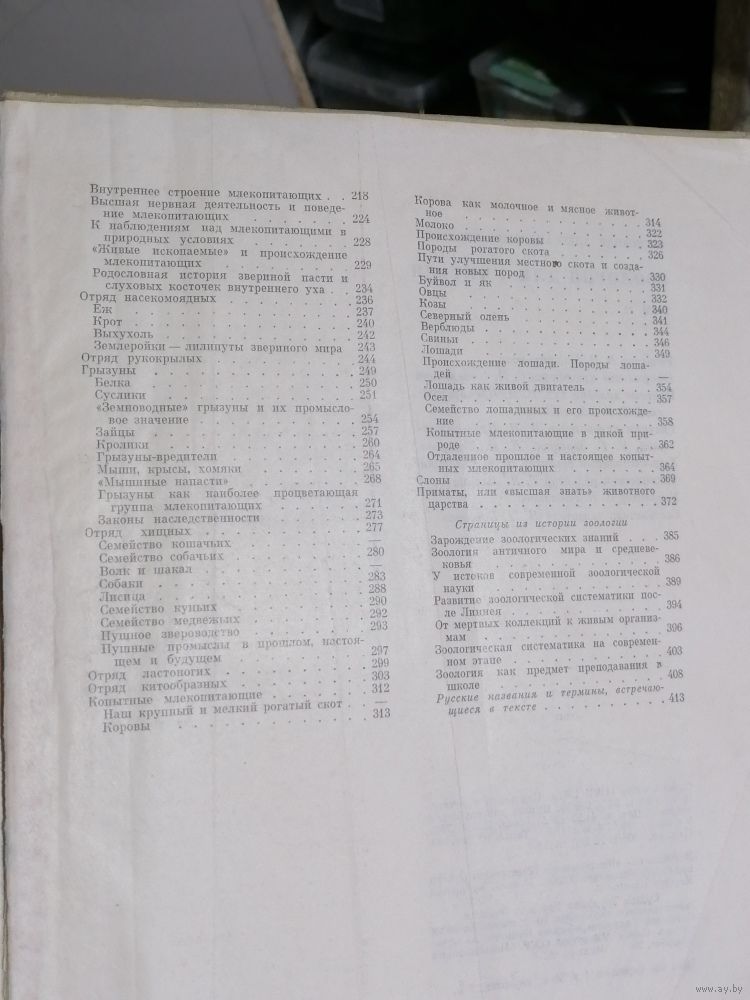 Внутреннее строение млекопитающих . . 218
Высшая нервная деятельность и поведе-
ние млекопитающих . . . . . . 224
К наблюдениям над млекопитающими в
природных условиях . . . . . . 228
«Живые ископаемые» и происхождение
млекопитающих . . . . . . 229
Родословная история звериной пасти и
слуховых косточек внутреннего уха . . 234
Отряд насекомоядных . . . . . . 236
Еж . . . . . . 237
Крот . . . . . . 240
Выхухоль . . . . . . 242
Землеройки — лилипуты звериного мира 243
Отряд рукокрылых . . . . . . 244
Грызуны . . . . . . 249
Белка . . . . . . 250
Суслики . . . . . . 251
«Земноводные» грызуны и их промысло-
вое значение . . . . . . 254
Зайцы . . . . . . 257
Кролики . . . . . . 260
Грызуны-вредители . . . . . . 264
Мыши, крысы, хомяки . . . . . . 265
«Мышиные напасти» . . . . . . 268
Грызуны как наиболее процветающая
группа млекопитающих . . . . . . 271
Законы наследственности . . . . . . 273
Отряд хищных . . . . . . 277
Семейство кошачьих . . . . . . —
Семейство собачьих . . . . . . 280
Волк и шакал . . . . . . —
Собаки . . . . . . 283
Лисица . . . . . . 288
Семейство куньих . . . . . . 290
Семейство медвежьих . . . . . . 292
Пушное звероводство . . . . . . 293
Пушные промыслы в прошлом, настоя-
щем и будущем . . . . . . 297
Отряд ластоногих . . . . . . 299
Отряд китообразных . . . . . . 303
Копытные млекопитающие . . . . . . 312
Наш крупный и мелкий рогатый скот . . —
Коровы . . . . . . 313
Корова как молочное и мясное живот-
ное . . . . . . 314
Молоко . . . . . . 322
Происхождение коровы . . . . . . 323
Породы рогатого скота . . . . . . 326
Пути улучшения местного скота и созда-
ния новых пород . . . . . . 330
Буйвол и як . . . . . . 331
Овцы . . . . . . 332
Козы . . . . . . 340
Северный олень . . . . . . 341
Верблюды . . . . . . 344
Свиньи . . . . . . 346
Лошади . . . . . . 349
Происхождение лошади. Породы лоша-
дей . . . . . . —
Лошадь как живой двигатель . . . . . . 354
Осел . . . . . . 357
Семейство лошадиных и его происхожде-
ние . . . . . . 358
Копытные млекопитающие в дикой при-
роде . . . . . . 362
Отдаленное прошлое и настоящее копыт-
ных млекопитающих . . . . . . 364
Слоны . . . . . . 369
Приматы, или «высшая знать» животного
царства . . . . . . 372
Страницы из истории зоологии
Зарождение зоологических знаний . . . 385
Зоология античного мира и средневе-
ковья . . . . . . 386
У истоков современной зоологической
науки . . . . . . 389
Развитие зоологической систематики пос-
ле Линнея . . . . . . 394
От мертвых коллекций к живым организ-
мам . . . . . . 396
Зоологическая систематика на современ-
ном этапе . . . . . . 403
Зоология как предмет преподавания в
школе . . . . . . 408
Русские названия и термины, встречаю-
щиеся в тексте . . . . . . 413
www.ay.by